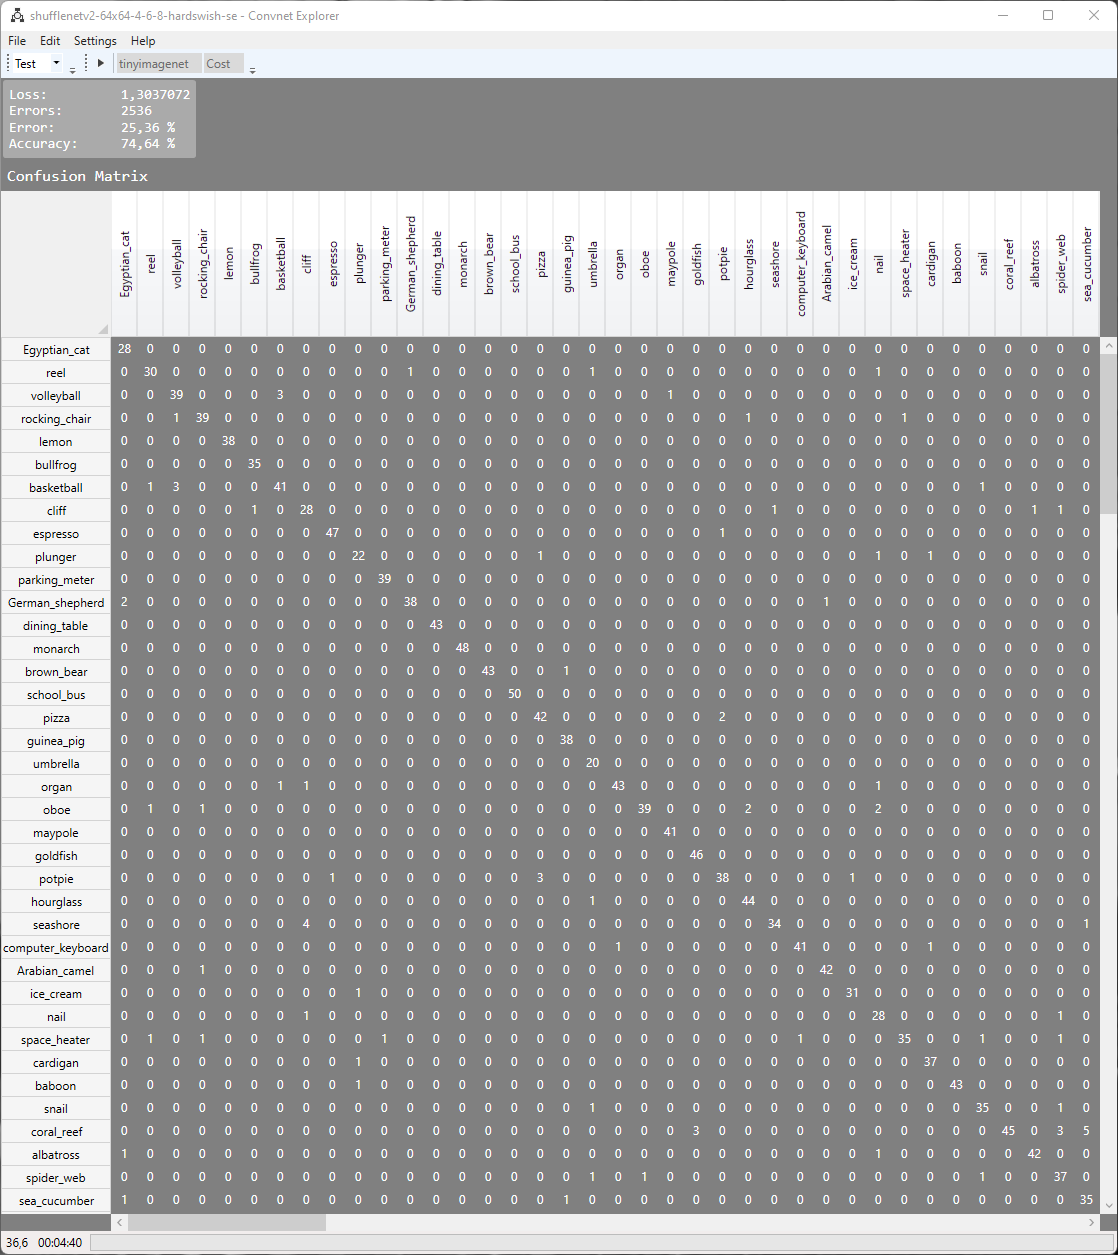 shufflenetv2-64x64-4-6-8-hardswish-se - Convnet Explorer
File Edit Settings Help
Test tinyimagenet Cost
Loss: 1,3037072
Errors: 2536
Error: 25,36 %
Accuracy: 74,64 %
Confusion Matrix
Egyptian_cat reel volleyball rocking_chair lemon bullfrog basketball cliff espresso plunger parking_meter German_shepherd dining_table monarch brown_bear school_bus pizza guinea_pig umbrella organ oboe maypole goldfish potpie hourglass seashore computer_keyboard Arabian_camel ice_cream nail space_heater cardigan baboon snail coral_reef albatross spider_web sea_cucumber
Egyptian_cat 28 0 0 0 0 0 0 0 0 0 0 0 0 0 0 0 0 0 0 0 0 0 0 0 0 0 0 0 0 0 0 0 0 0 0 0 0 0
reel 0 30 0 0 0 0 0 0 0 0 0 1 0 0 0 0 0 0 1 0 0 0 0 0 0 0 0 0 0 1 0 0 0 0 0 0 0 0
volleyball 0 0 39 0 0 0 3 0 0 0 0 0 0 0 0 0 0 0 0 0 0 1 0 0 0 0 0 0 0 0 0 0 0 0 0 0 0 0
rocking_chair 0 0 1 39 0 0 0 0 0 0 0 0 0 0 0 0 0 0 0 0 0 0 0 0 1 0 0 0 0 0 1 0 0 0 0 0 0 0
lemon 0 0 0 0 38 0 0 0 0 0 0 0 0 0 0 0 0 0 0 0 0 0 0 0 0 0 0 0 0 0 0 0 0 0 0 0 0 0
bullfrog 0 0 0 0 0 35 0 0 0 0 0 0 0 0 0 0 0 0 0 0 0 0 0 0 0 0 0 0 0 0 0 0 0 0 0 0 0 0
basketball 0 1 3 0 0 0 41 0 0 0 0 0 0 0 0 0 0 0 0 0 0 0 0 0 0 0 0 0 0 0 0 0 0 1 0 0 0 0
cliff 0 0 0 0 0 1 0 28 0 0 0 0 0 0 0 0 0 0 0 0 0 0 0 0 0 1 0 0 0 0 0 0 0 0 0 1 1 0
espresso 0 0 0 0 0 0 0 0 47 0 0 0 0 0 0 0 0 0 0 0 0 0 0 1 0 0 0 0 0 0 0 0 0 0 0 0 0 0
plunger 0 0 0 0 0 0 0 0 0 22 0 0 0 0 0 0 1 0 0 0 0 0 0 0 0 0 0 0 0 1 0 1 0 0 0 0 0 0
parking_meter 0 0 0 0 0 0 0 0 0 0 39 0 0 0 0 0 0 0 0 0 0 0 0 0 0 0 0 0 0 0 0 0 0 0 0 0 0 0
German_shepherd 2 0 0 0 0 0 0 0 0 0 0 38 0 0 0 0 0 0 0 0 0 0 0 0 0 0 0 1 0 0 0 0 0 0 0 0 0 0
dining_table 0 0 0 0 0 0 0 0 0 0 0 0 43 0 0 0 0 0 0 0 0 0 0 0 0 0 0 0 0 0 0 0 0 0 0 0 0 0
monarch 0 0 0 0 0 0 0 0 0 0 0 0 0 48 0 0 0 0 0 0 0 0 0 0 0 0 0 0 0 0 0 0 0 0 0 0 0 0
brown_bear 0 0 0 0 0 0 0 0 0 0 0 0 0 0 43 0 0 1 0 0 0 0 0 0 0 0 0 0 0 0 0 0 0 0 0 0 0 0
school_bus 0 0 0 0 0 0 0 0 0 0 0 0 0 0 0 50 0 0 0 0 0 0 0 0 0 0 0 0 0 0 0 0 0 0 0 0 0 0
pizza 0 0 0 0 0 0 0 0 0 0 0 0 0 0 0 0 42 0 0 0 0 0 0 2 0 0 0 0 0 0 0 0 0 0 0 0 0 0
guinea_pig 0 0 0 0 0 0 0 0 0 0 0 0 0 0 0 0 0 38 0 0 0 0 0 0 0 0 0 0 0 0 0 0 0 0 0 0 0 0
umbrella 0 0 0 0 0 0 0 0 0 0 0 0 0 0 0 0 0 0 20 0 0 0 0 0 0 0 0 0 0 0 0 0 0 0 0 0 0 0
organ 0 0 0 0 0 0 1 1 0 0 0 0 0 0 0 0 0 0 0 43 0 0 0 0 0 0 0 0 0 1 0 0 0 0 0 0 0 0
oboe 0 1 0 1 0 0 0 0 0 0 0 0 0 0 0 0 0 0 0 0 39 0 0 0 2 0 0 0 0 2 0 0 0 0 0 0 0 0
maypole 0 0 0 0 0 0 0 0 0 0 0 0 0 0 0 0 0 0 0 0 0 41 0 0 0 0 0 0 0 0 0 0 0 0 0 0 0 0
goldfish 0 0 0 0 0 0 0 0 0 0 0 0 0 0 0 0 0 0 0 0 0 0 46 0 0 0 0 0 0 0 0 0 0 0 0 0 0 0
potpie 0 0 0 0 0 0 0 0 1 0 0 0 0 0 0 0 3 0 0 0 0 0 0 38 0 0 0 0 1 0 0 0 0 0 0 0 0 0
hourglass 0 0 0 0 0 0 0 0 0 0 0 0 0 0 0 0 0 0 1 0 0 0 0 0 44 0 0 0 0 0 0 0 0 0 0 0 0 0
seashore 0 0 0 0 0 0 0 4 0 0 0 0 0 0 0 0 0 0 0 0 0 0 0 0 0 34 0 0 0 0 0 0 0 0 0 0 0 1
computer_keyboard 0 0 0 0 0 0 0 0 0 0 0 0 0 0 0 0 0 0 0 1 0 0 0 0 0 0 41 0 0 0 0 1 0 0 0 0 0 0
Arabian_camel 0 0 0 1 0 0 0 0 0 0 0 0 0 0 0 0 0 0 0 0 0 0 0 0 0 0 0 42 0 0 0 0 0 0 0 0 0 0
ice_cream 0 0 0 0 0 0 0 0 0 1 0 0 0 0 0 0 0 0 0 0 0 0 0 0 0 0 0 0 31 0 0 0 0 0 0 0 0 0
nail 0 0 0 0 0 0 0 1 0 0 0 0 0 0 0 0 0 0 0 0 0 0 0 0 0 0 0 0 0 28 0 0 0 0 0 0 1 0
space_heater 0 1 0 1 0 0 0 0 0 0 1 0 0 0 0 0 0 0 0 0 0 0 0 0 0 0 1 0 0 0 35 0 0 1 0 0 1 0
cardigan 0 0 0 0 0 0 0 0 0 1 0 0 0 0 0 0 0 0 0 0 0 0 0 0 0 0 0 0 0 0 0 37 0 0 0 0 0 0
baboon 0 0 0 0 0 0 0 0 0 1 0 0 0 0 0 0 0 0 0 0 0 0 0 0 0 0 0 0 0 0 0 0 43 0 0 0 0 0
snail 0 0 0 0 0 0 0 0 0 0 0 0 0 0 0 0 0 0 1 0 0 0 0 0 0 0 0 0 0 0 0 0 0 35 0 0 1 0
coral_reef 0 0 0 0 0 0 0 0 0 0 0 0 0 0 0 0 0 0 0 0 0 0 3 0 0 0 0 0 0 0 0 0 0 0 45 0 3 5
albatross 1 0 0 0 0 0 0 0 0 0 0 0 0 0 0 0 0 0 0 0 0 0 0 0 0 0 0 0 0 1 0 0 0 0 0 42 0 0
spider_web 0 0 0 0 0 0 0 0 0 0 0 0 0 0 0 0 0 0 1 0 1 0 0 0 0 0 0 0 0 0 0 0 0 1 0 0 37 0
sea_cucumber 1 0 0 0 0 0 0 0 0 0 0 0 0 0 0 0 0 1 0 0 0 0 0 0 0 0 0 0 0 0 0 0 0 0 0 0 0 35
36,6 00:04:40